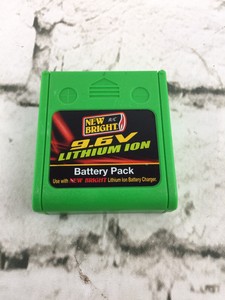 NEW R/C
BRIGHT
9.6V
LITHIUM ION
Battery Pack
Use with NEW BRIGHT Lithium Ion Battery Charger.